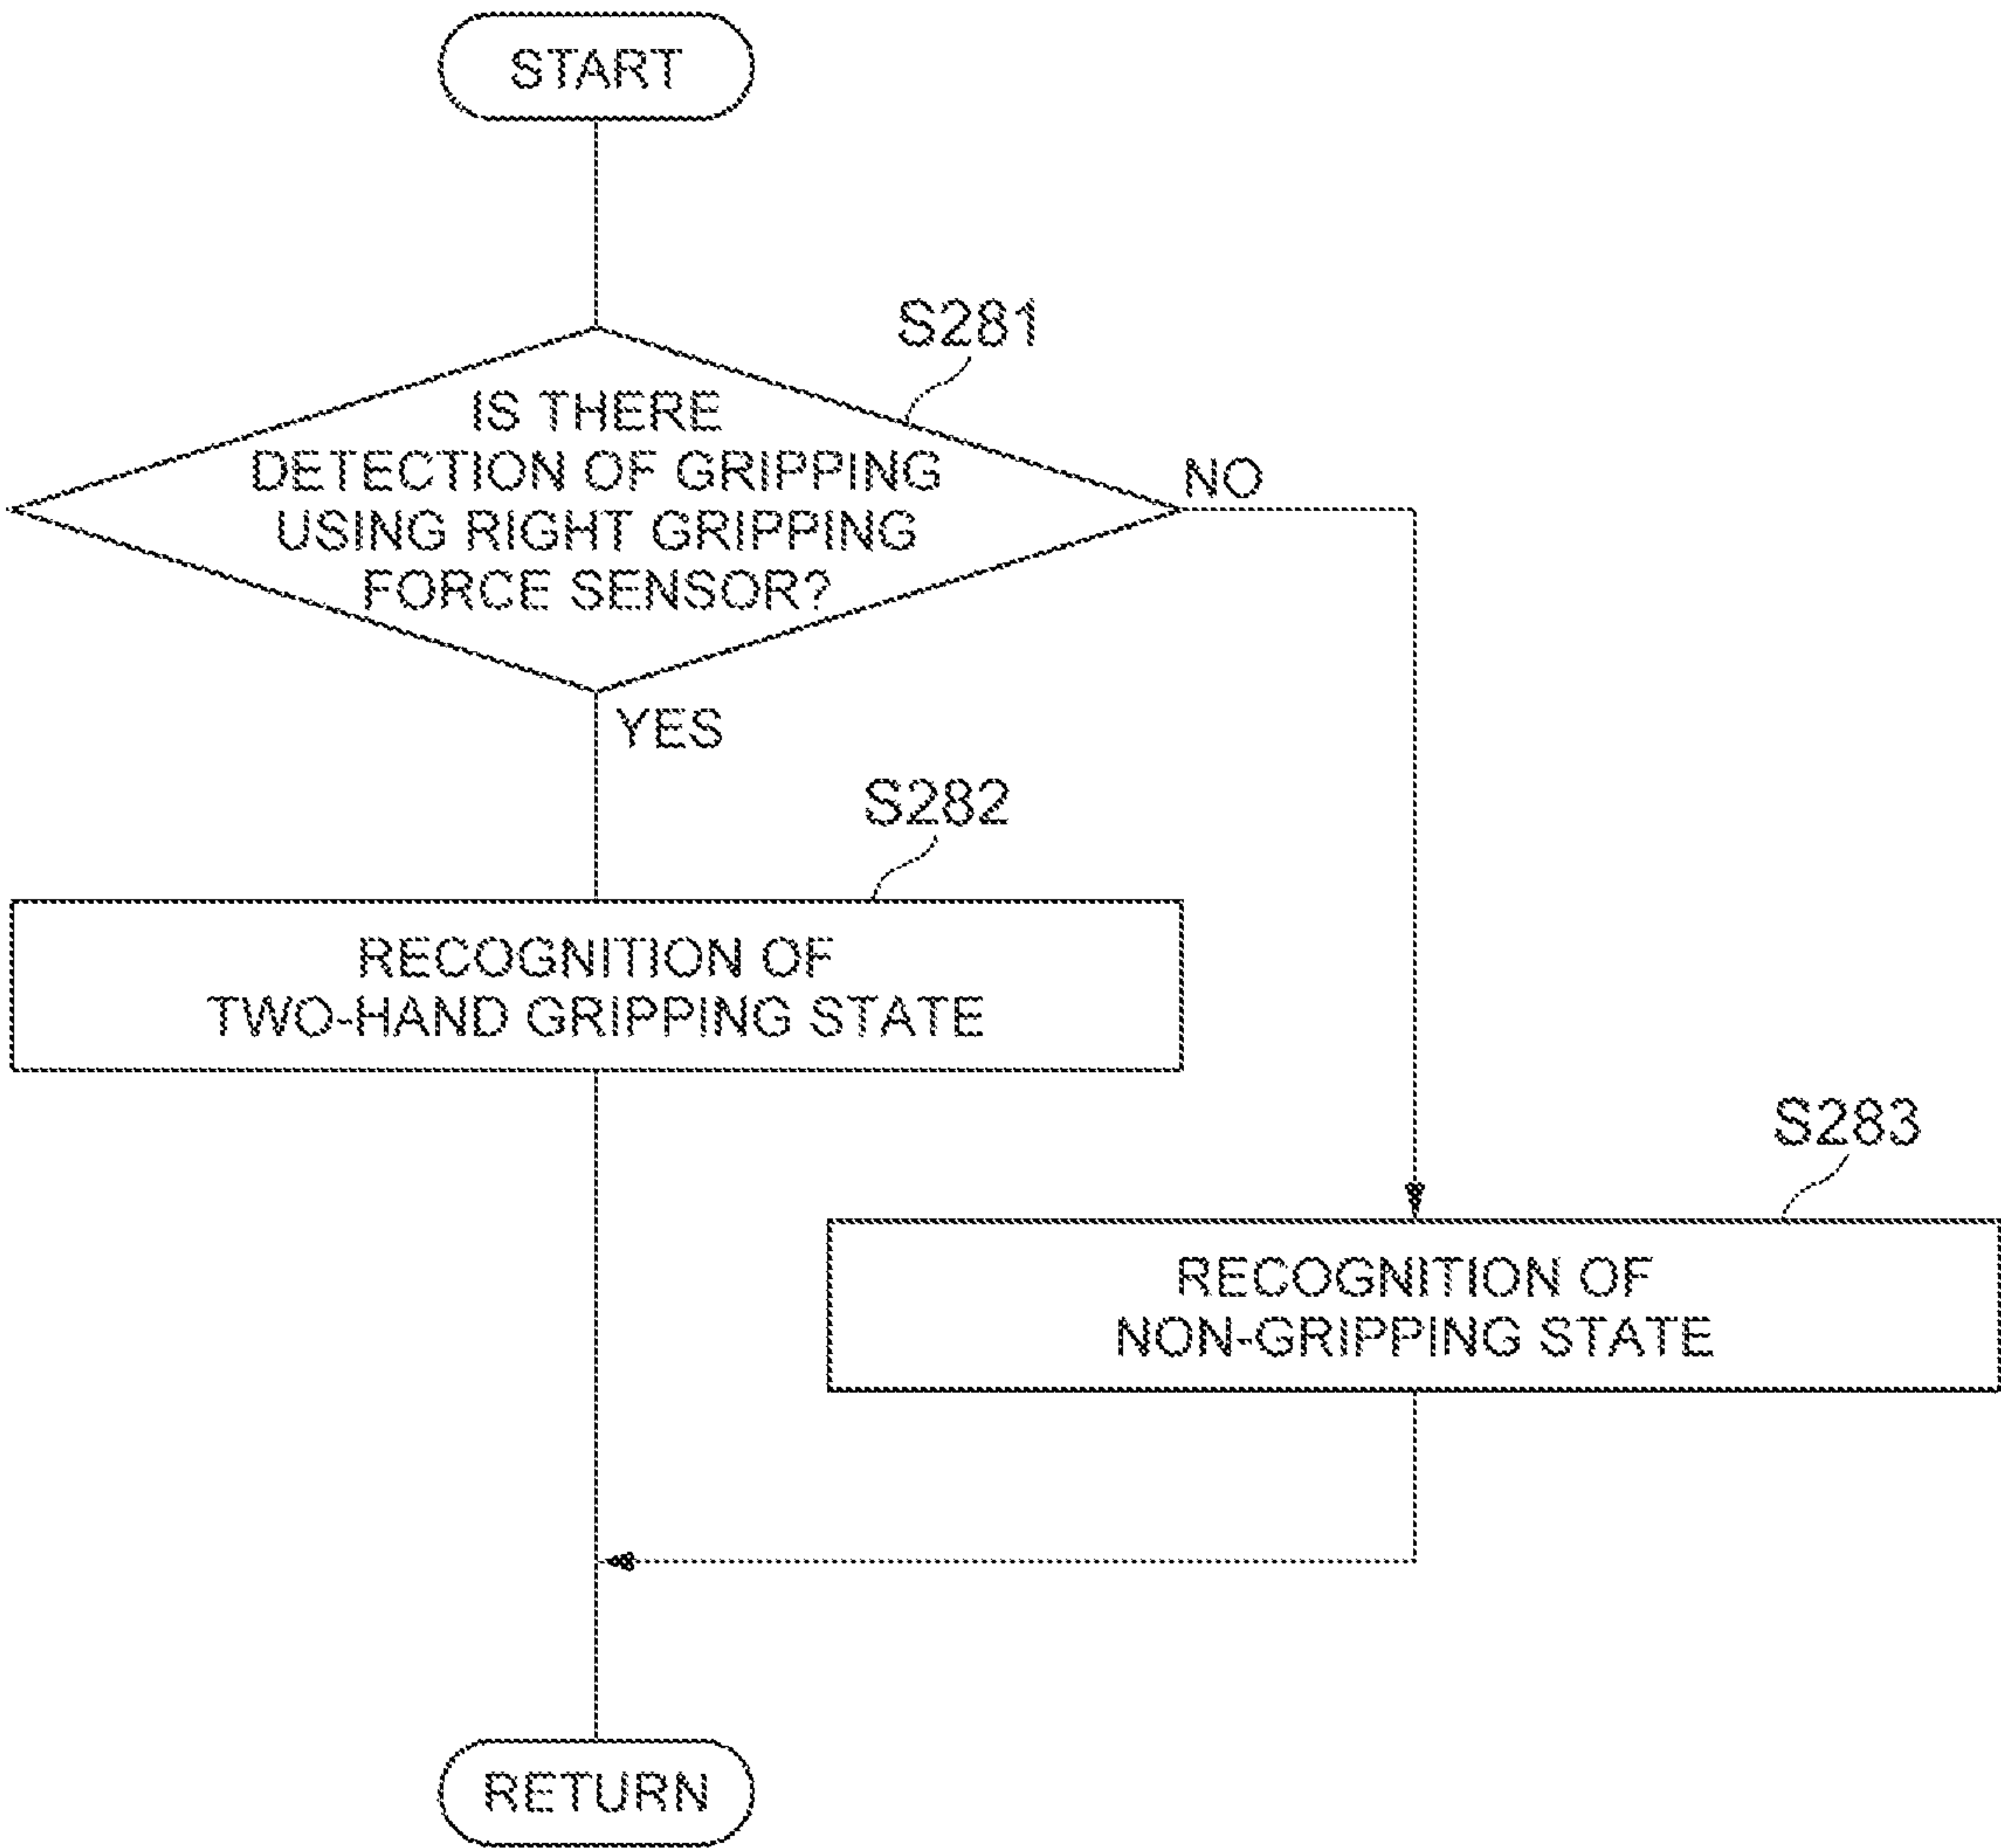 START
S281
IS THERE
DETECTION OF GRIPPING
USING RIGHT GRIPPING
FORCE SENSOR?
NO
YES
S282
RECOGNITION OF
TWO-HAND GRIPPING STATE
S283
RECOGNITION OF
NON-GRIPPING STATE
RETURN